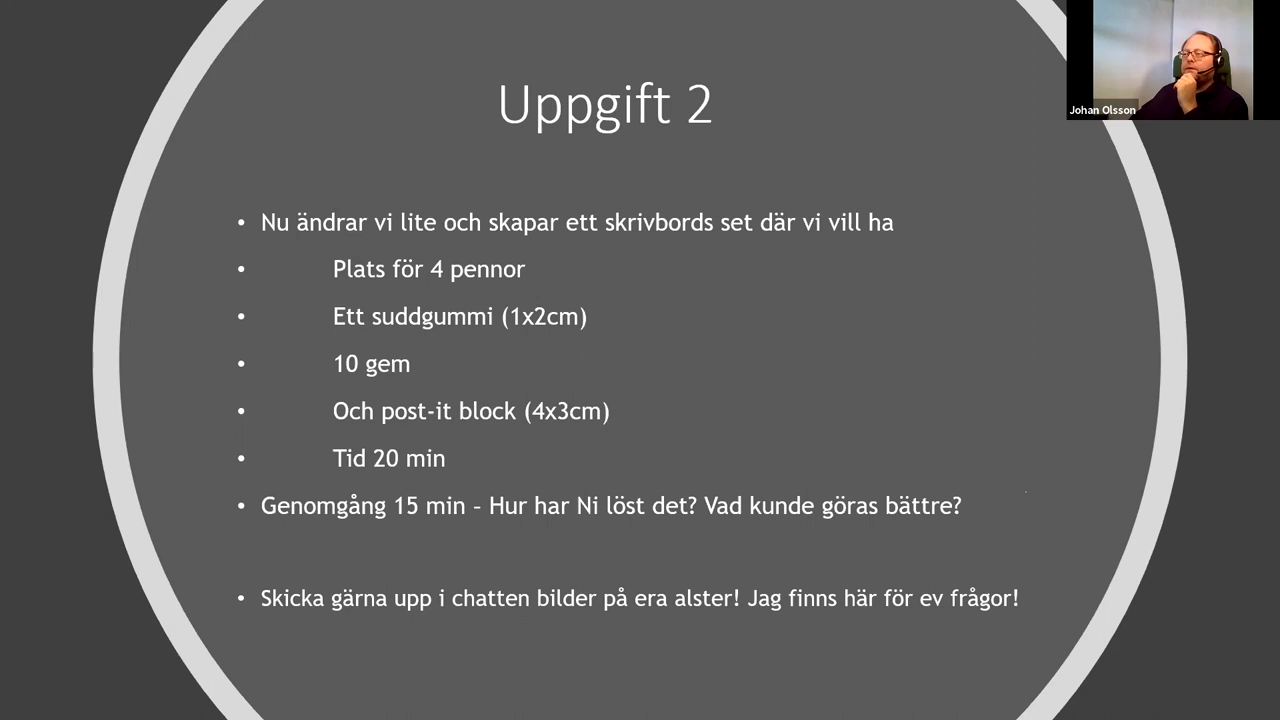 Uppgift 2
Johan Olsson
• Nu ändrar vi lite och skapar ett skrivbords set där vi vill ha
• Plats för 4 pennor
• Ett suddgummi (1x2cm)
• 10 gem
• Och post-it block (4x3cm)
• Tid 20 min
• Genomgång 15 min – Hur har Ni löst det? Vad kunde göras bättre?
• Skicka gärna upp i chatten bilder på era alster! Jag finns här för ev frågor!